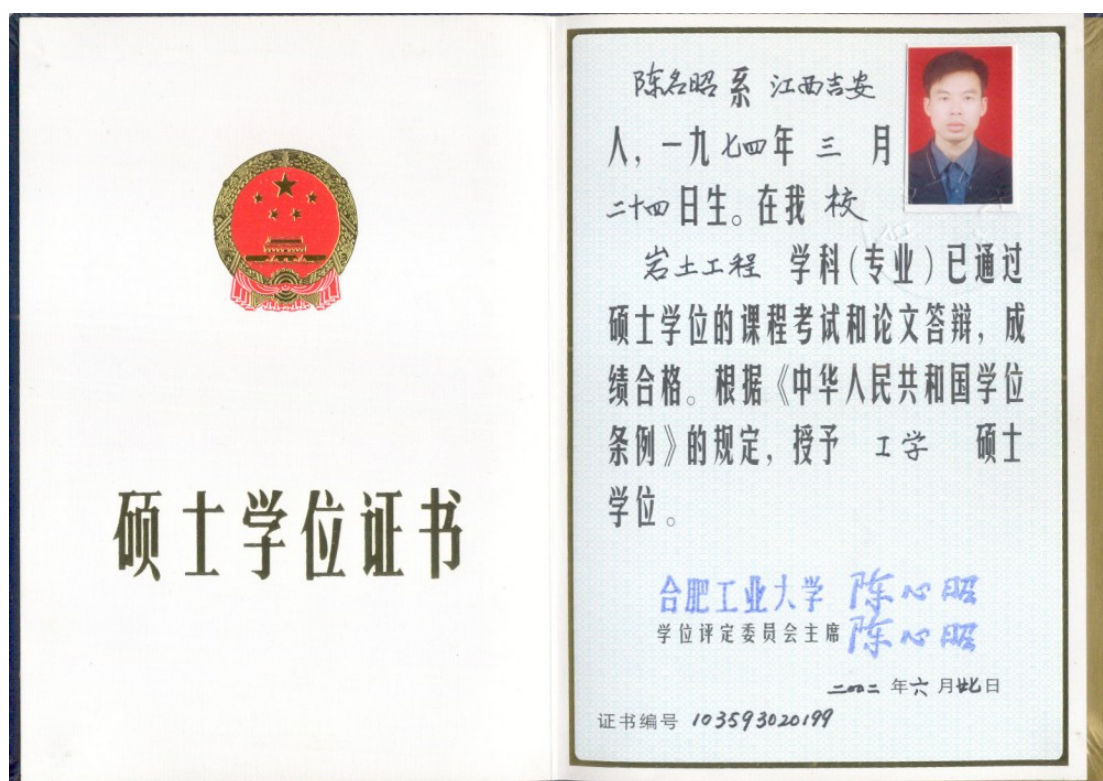 硕士学位证书
陈名昭系 江西吉安
人，一九七四年 三 月
二十四日生。在我 校
岩土工程 学科(专业)已通过
硕士学位的课程考试和论文答辩，成
绩合格。根据《中华人民共和国学位
条例》的规定，授予 工学 硕士
学位。
合肥工业大学 陈心昭
学位评定委员会主席 陈心昭
二〇〇二 年六 月廿七日
证书编号 103593020199